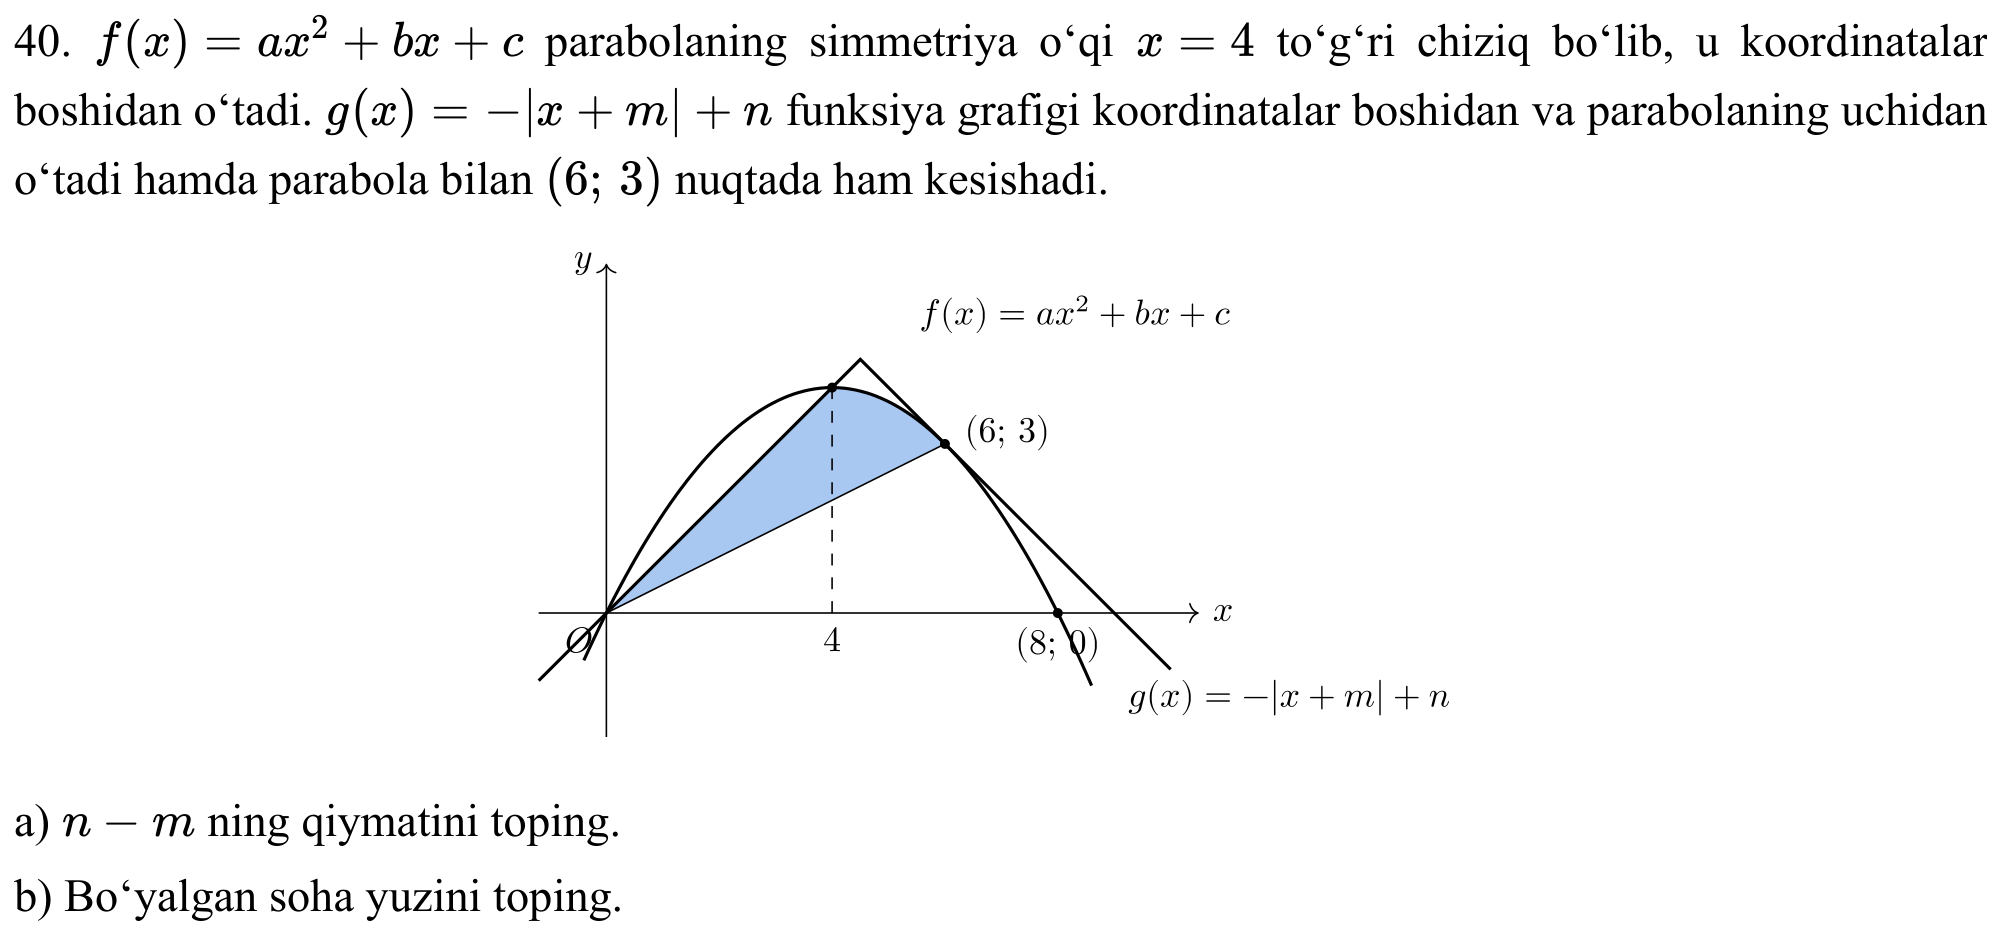 40. f(x) = ax² + bx + c parabolaning simmetriya o‘qi x = 4 to‘g‘ri chiziq bo‘lib, u koordinatalar
boshidan o‘tadi. g(x) = −|x + m| + n funksiya grafigi koordinatalar boshidan va parabolaning uchidan
o‘tadi hamda parabola bilan (6; 3) nuqtada ham kesishadi.
y
f(x) = ax² + bx + c
(6; 3)
x
O
4
(8; 0)
g(x) = −|x + m| + n
a) n − m ning qiymatini toping.
b) Bo‘yalgan soha yuzini toping.